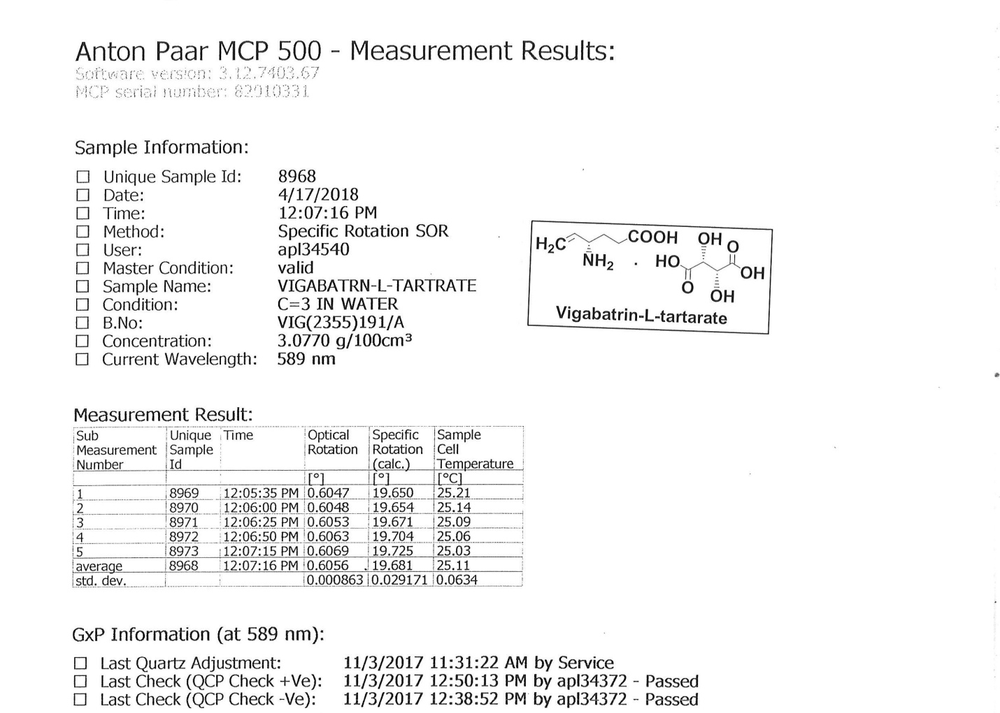 Anton Paar MCP 500 - Measurement Results:
Software version: 3.12.7403.67
MCP serial number: 82910331
Sample Information:
Unique Sample Id: 8968
Date: 4/17/2018
Time: 12:07:16 PM
Method: Specific Rotation SOR
User: apl34540
Master Condition: valid
Sample Name: VIGABATRN-L-TARTRATE
Condition: C=3 IN WATER
B.No: VIG(2355)191/A
Concentration: 3.0770 g/100cm³
Current Wavelength: 589 nm
H₂C COOH OH O
NH₂ . HO OH
O OH
Vigabatrin-L-tartarate
Measurement Result:
Sub Unique Time Optical Specific Sample
Measurement Sample Rotation Rotation Cell
Number Id (calc.) Temperature
[°] [°] [°C]
1 8969 12:05:35 PM 0.6047 19.650 25.21
2 8970 12:06:00 PM 0.6048 19.654 25.14
3 8971 12:06:25 PM 0.6053 19.671 25.09
4 8972 12:06:50 PM 0.6063 19.704 25.06
5 8973 12:07:15 PM 0.6069 19.725 25.03
average 8968 12:07:16 PM 0.6056 19.681 25.11
std. dev. 0.000863 0.029171 0.0634
GxP Information (at 589 nm):
Last Quartz Adjustment: 11/3/2017 11:31:22 AM by Service
Last Check (QCP Check +Ve): 11/3/2017 12:50:13 PM by apl34372 - Passed
Last Check (QCP Check -Ve): 11/3/2017 12:38:52 PM by apl34372 - Passed